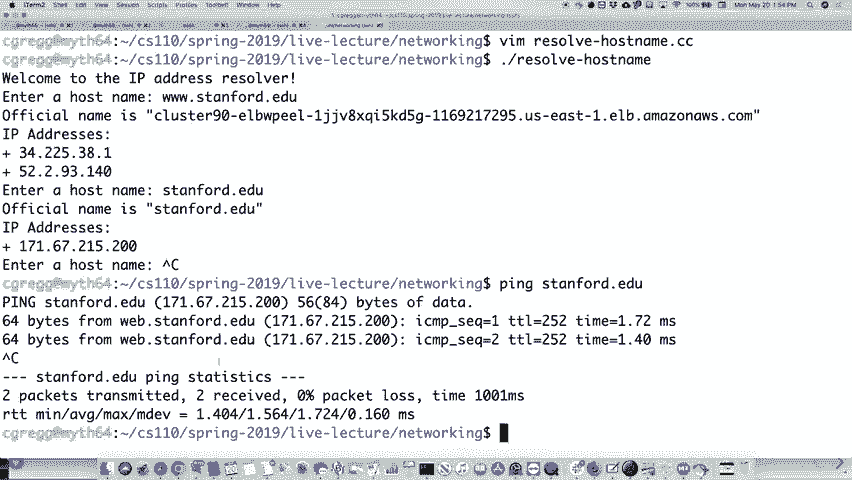 iTerm2 Shell Edit View Session Scripts Profiles Toolbelt Window Help 100% Mon May 20 1:54 PM
cgregg@myth64:~/cs110/spring-2019/live-lecture/networking$ vim resolve-hostname.cc
cgregg@myth64:~/cs110/spring-2019/live-lecture/networking$ ./resolve-hostname
Welcome to the IP address resolver!
Enter a host name: www.stanford.edu
Official name is "cluster90-elbwpeel-1jjv8xqi5kd5g-1169217295.us-east-1.elb.amazonaws.com"
IP Addresses:
+ 34.225.38.1
+ 52.2.93.140
Enter a host name: stanford.edu
Official name is "stanford.edu"
IP Addresses:
+ 171.67.215.200
Enter a host name: ^C
cgregg@myth64:~/cs110/spring-2019/live-lecture/networking$ ping stanford.edu
PING stanford.edu (171.67.215.200) 56(84) bytes of data.
64 bytes from web.stanford.edu (171.67.215.200): icmp_seq=1 ttl=252 time=1.72 ms
64 bytes from web.stanford.edu (171.67.215.200): icmp_seq=2 ttl=252 time=1.40 ms
^C
--- stanford.edu ping statistics ---
2 packets transmitted, 2 received, 0% packet loss, time 1001ms
rtt min/avg/max/mdev = 1.404/1.564/1.724/0.160 ms
cgregg@myth64:~/cs110/spring-2019/live-lecture/networking$